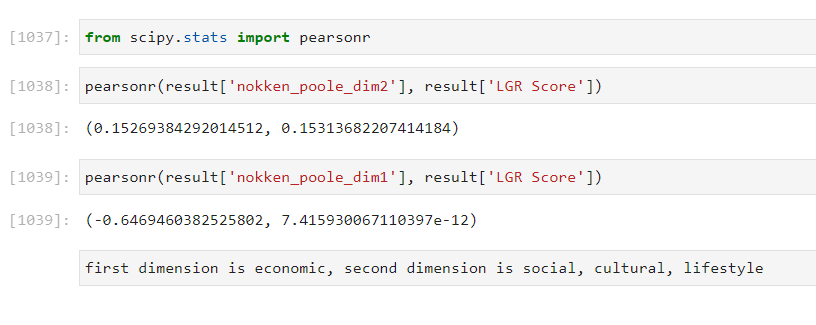 [1037]: from scipy.stats import pearsonr
[1038]: pearsonr(result['nokken_poole_dim2'], result['LGR Score'])
[1038]: (0.15269384292014512, 0.15313682207414184)
[1039]: pearsonr(result['nokken_poole_dim1'], result['LGR Score'])
[1039]: (-0.6469460382525802, 7.415930067110397e-12)
first dimension is economic, second dimension is social, cultural, lifestyle